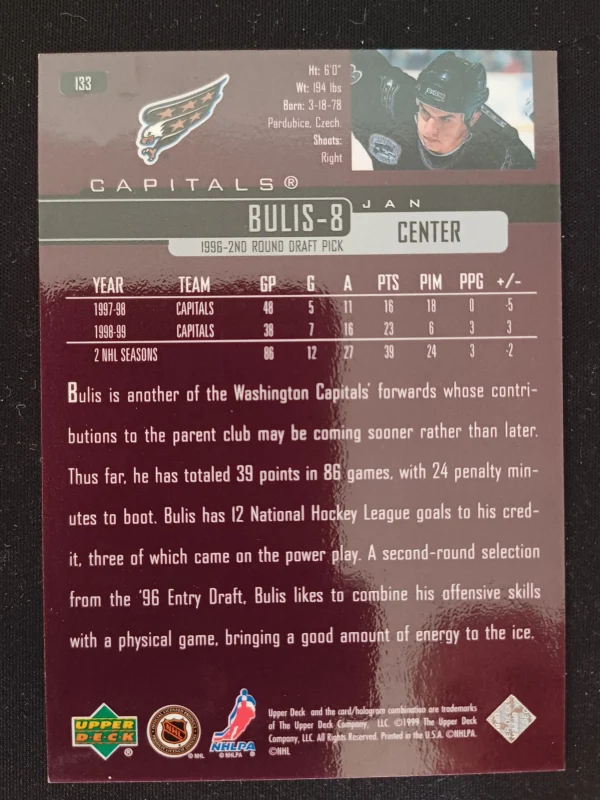 133
Ht: 6'0"
Wt: 194 lbs
Born: 3-18-78
Pardubice, Czech.
Shoots:
Right
CAPITALS®
JAN
BULIS-8
CENTER
1996-2ND ROUND DRAFT PICK
YEAR TEAM GP G A PTS PIM PPG +/-
1997-98 CAPITALS 48 5 11 16 18 0 -5
1998-99 CAPITALS 38 7 16 23 6 3 3
2 NHL SEASONS 86 12 27 39 24 3 -2
Bulis is another of the Washington Capitals' forwards whose contri-
butions to the parent club may be coming sooner rather than later.
Thus far, he has totaled 39 points in 86 games, with 24 penalty min-
utes to boot. Bulis has 12 National Hockey League goals to his cred-
it, three of which came on the power play. A second-round selection
from the '96 Entry Draft, Bulis likes to combine his offensive skills
with a physical game, bringing a good amount of energy to the ice.
UPPER
DECK
®
NHL
©NHL
NHLPA
©NHLPA
Upper Deck and the card/hologram combination are trademarks
of The Upper Deck Company, LLC. ©1999 The Upper Deck
Company, LLC. All Rights Reserved. Printed in the U.S.A. ©NHLPA.
©NHL